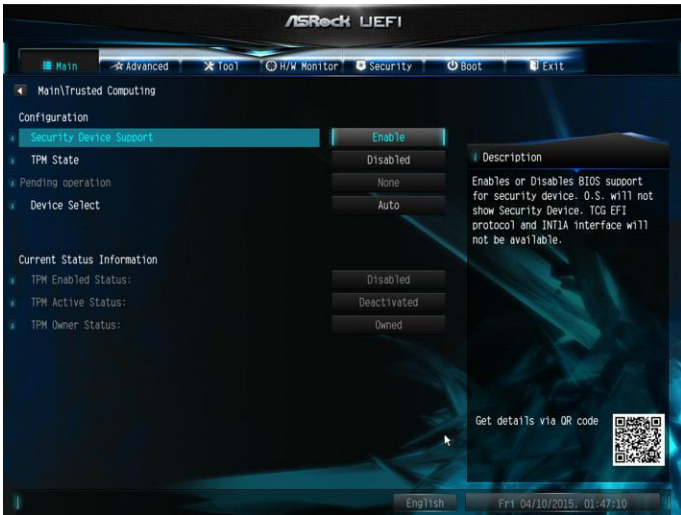 ASRock UEFI
Main Advanced Tool H/W Monitor Security Boot Exit
Main\Trusted Computing
Configuration
Security Device Support Enable
TPM State Disabled
Pending operation None
Device Select Auto
Current Status Information
TPM Enabled Status: Disabled
TPM Active Status: Deactivated
TPM Owner Status: Owned
Description
Enables or Disables BIOS support
for security device. O.S. will not
show Security Device. TCG EFI
protocol and INT1A interface will
not be available.
Get details via QR code
English Fri 04/10/2015. 01:47:10